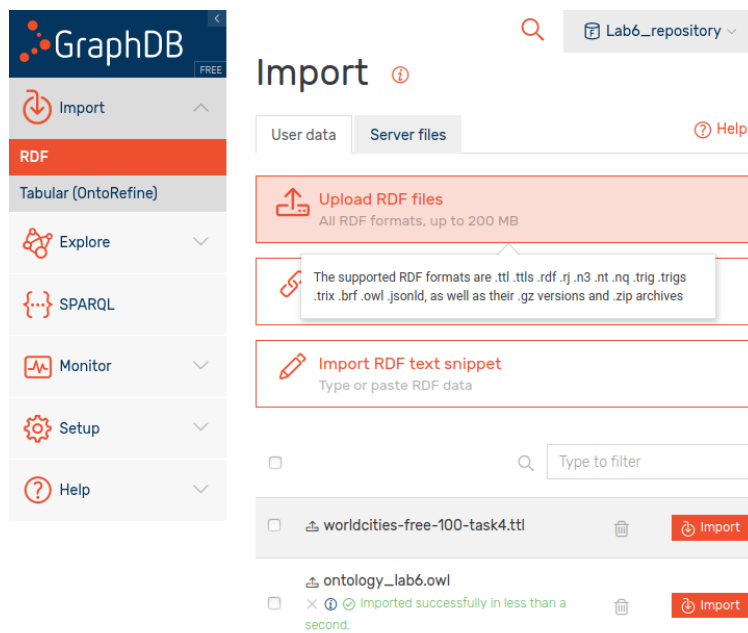 GraphDB
FREE
Import
RDF
Tabular (OntoRefine)
Explore
SPARQL
Monitor
Setup
Help
Lab6_repository
Import
User data
Server files
Help
Upload RDF files
All RDF formats, up to 200 MB
The supported RDF formats are .ttl .ttls .rdf .rj .n3 .nt .nq .trig .trigs
.trix .brf .owl .jsonld, as well as their .gz versions and .zip archives
Import RDF text snippet
Type or paste RDF data
Type to filter
worldcities-free-100-task4.ttl
Import
ontology_lab6.owl
Imported successfully in less than a
second.
Import